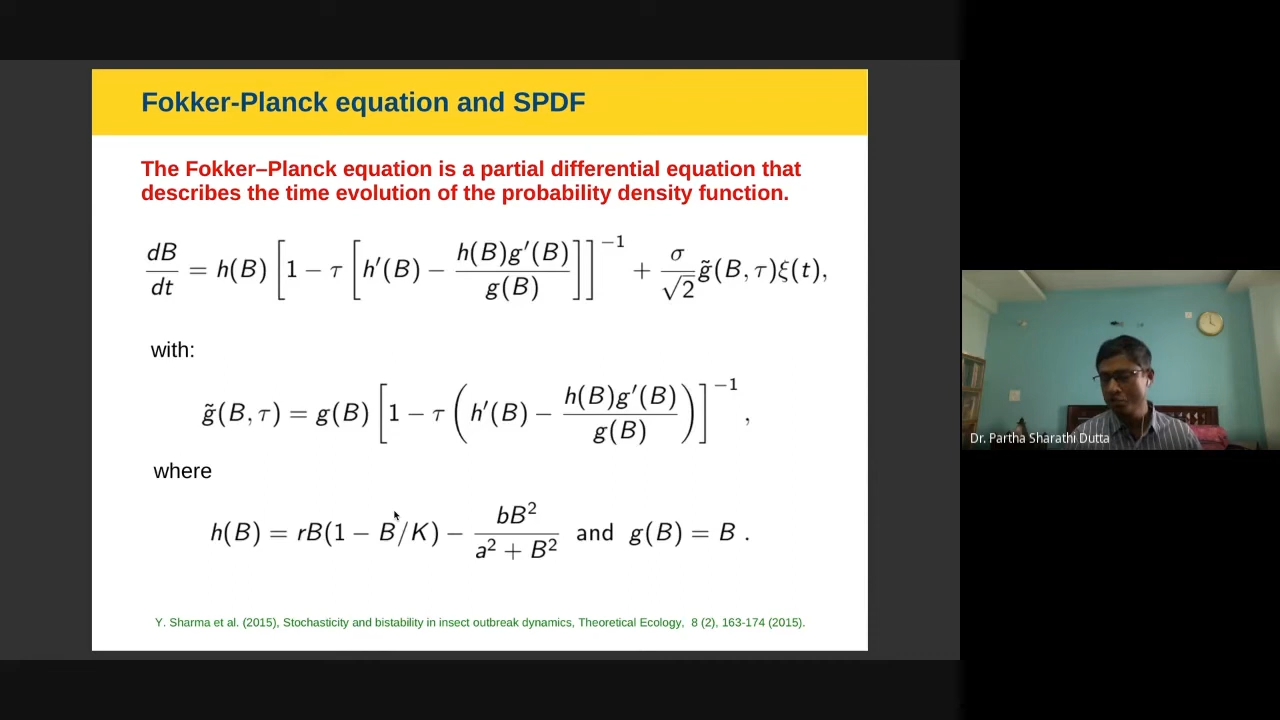 Fokker-Planck equation and SPDF
The Fokker–Planck equation is a partial differential equation that
describes the time evolution of the probability density function.
dB/dt = h(B) [1 − τ [h′(B) − h(B)g′(B)/g(B)]]⁻¹ + σ/√2 g̃(B, τ)ξ(t),
with:
g̃(B, τ) = g(B) [1 − τ (h′(B) − h(B)g′(B)/g(B))]⁻¹ ,
where
h(B) = rB(1 − B/K) − bB²/a² + B² and g(B) = B .
Y. Sharma et al. (2015), Stochasticity and bistability in insect outbreak dynamics, Theoretical Ecology, 8 (2), 163-174 (2015).
Dr. Partha Sharathi Dutta